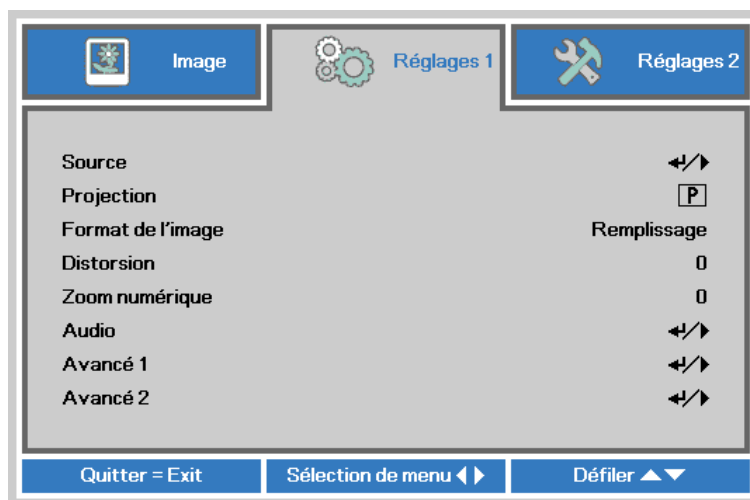 Image
Réglages 1
Réglages 2
Source
Projection P
Format de l'image Remplissage
Distorsion 0
Zoom numérique 0
Audio
Avancé 1
Avancé 2
Quitter = Exit
Sélection de menu
Défiler